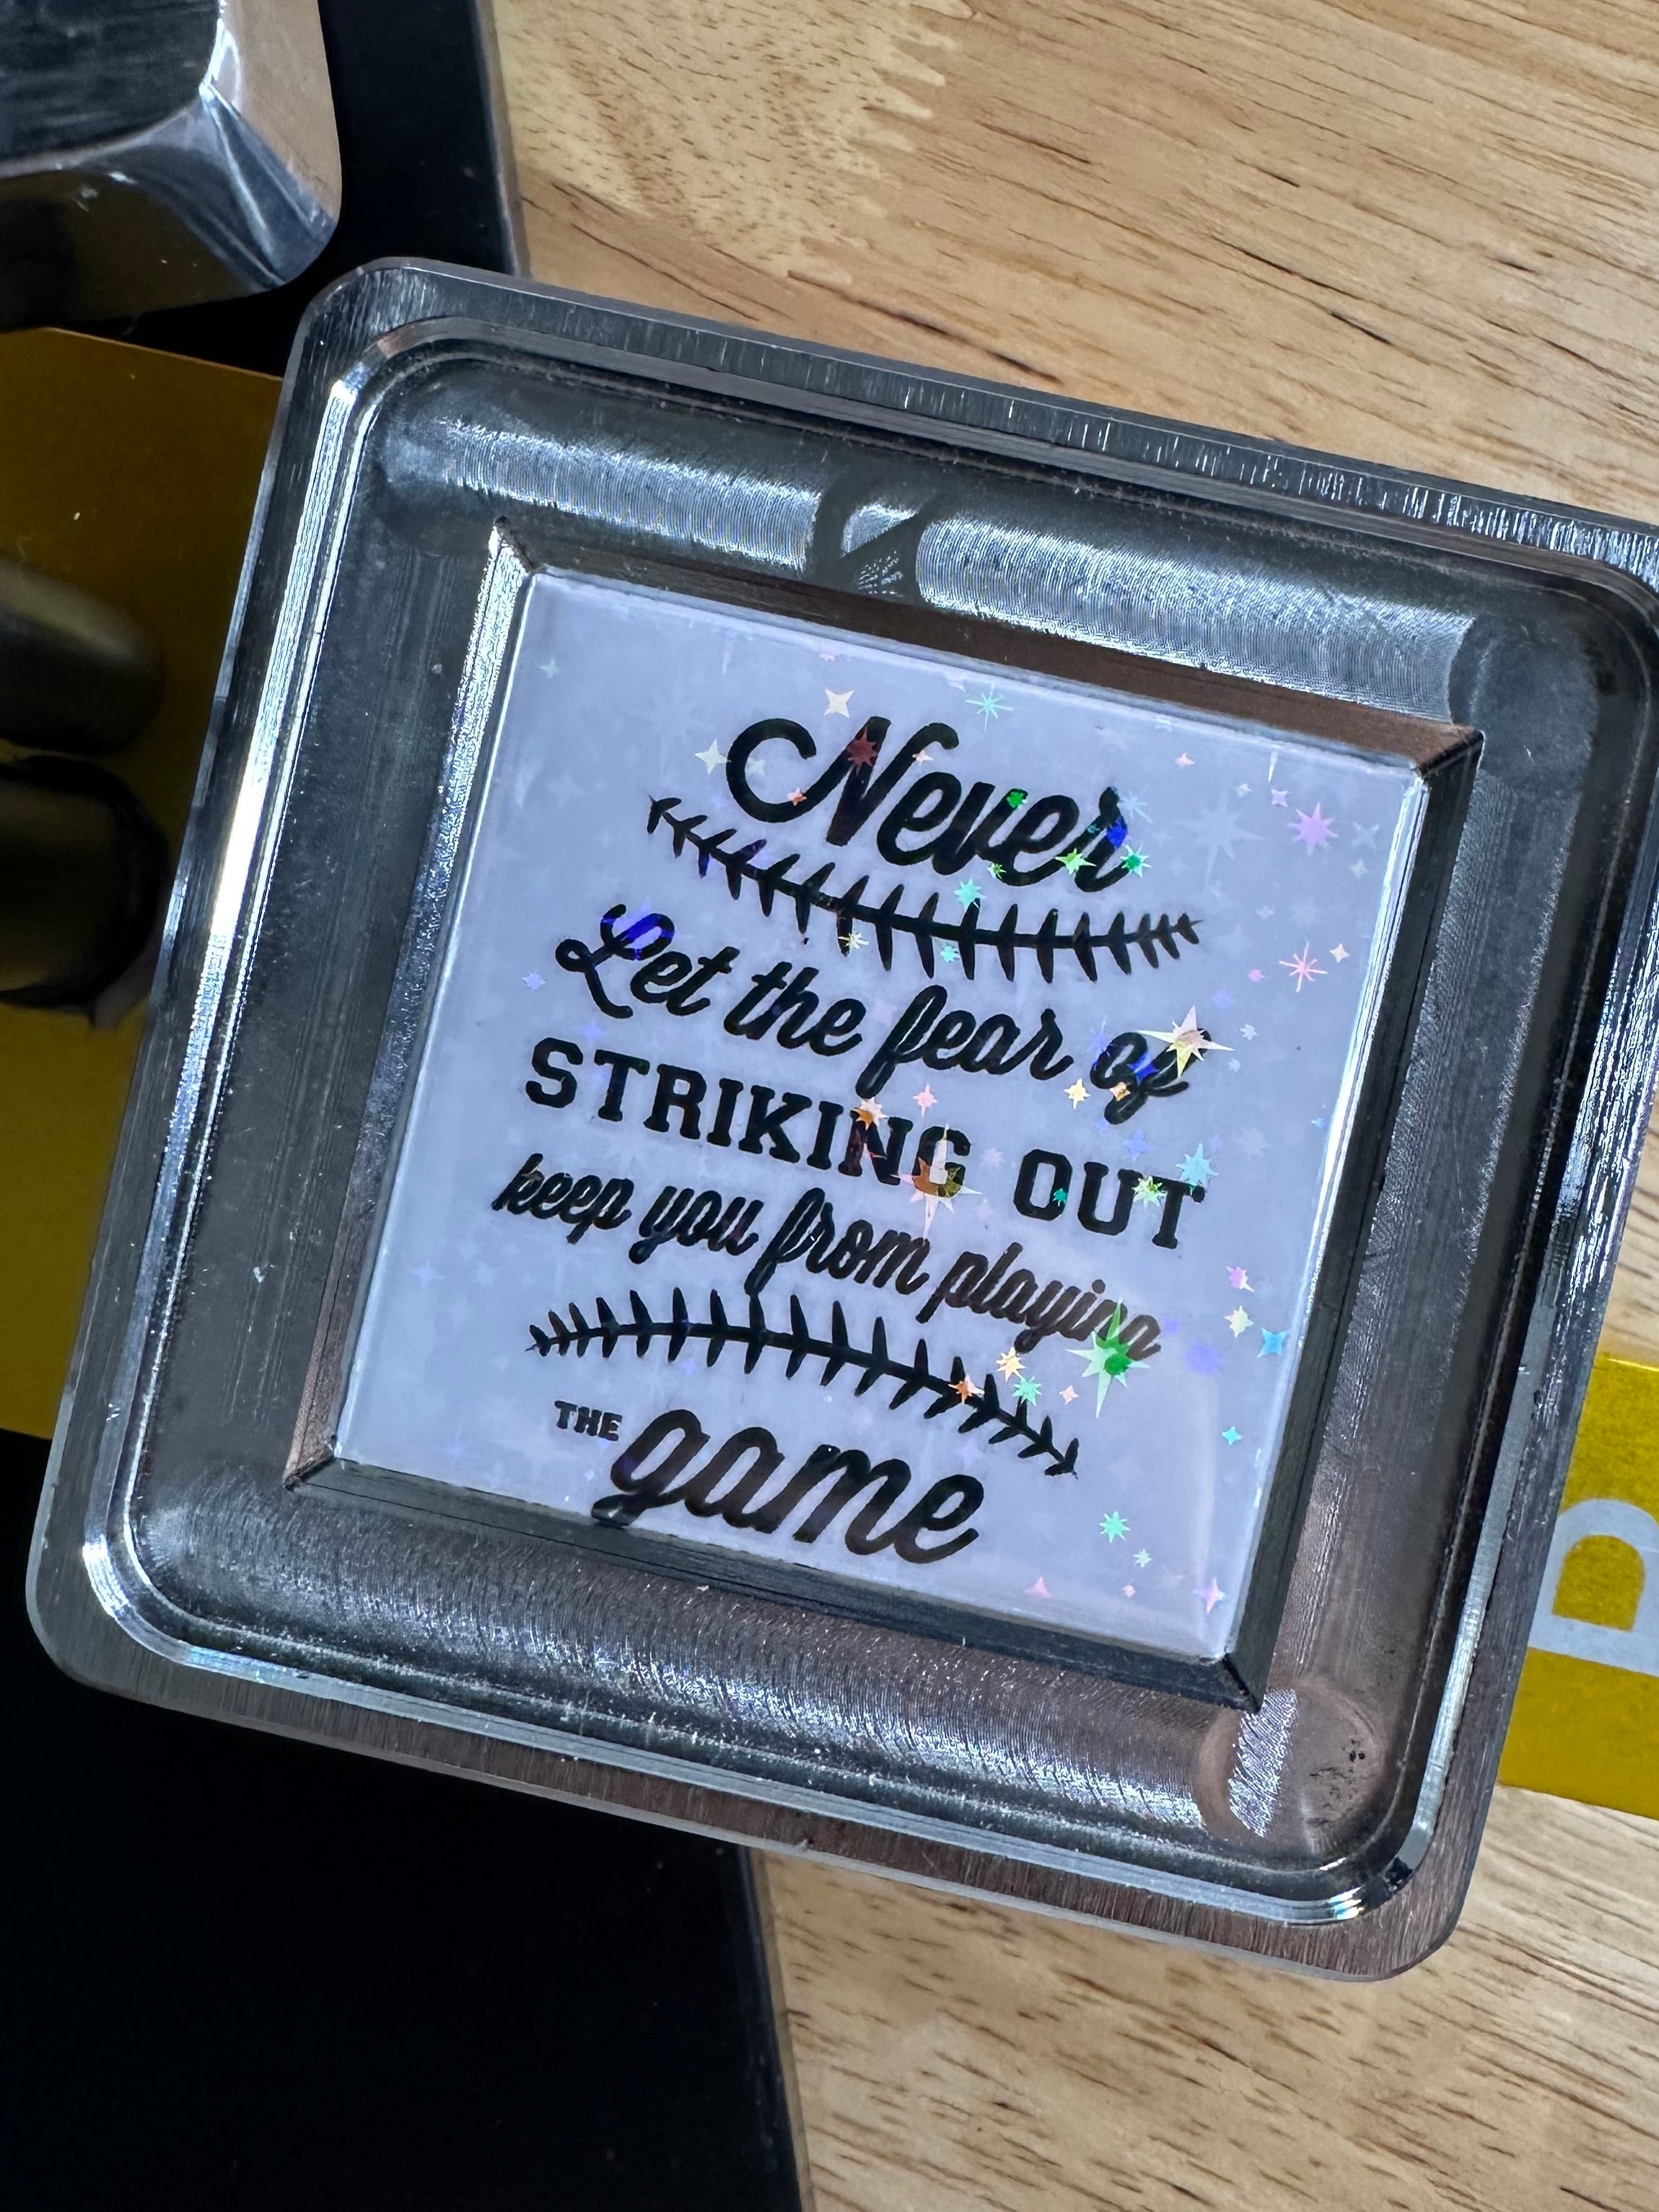 Never
Let the fear of
STRIKING OUT
keep you from playing
THE game